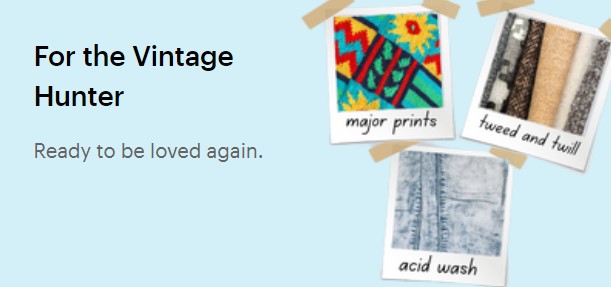 For the Vintage
Hunter
Ready to be loved again.
major prints
tweed and twill
acid wash